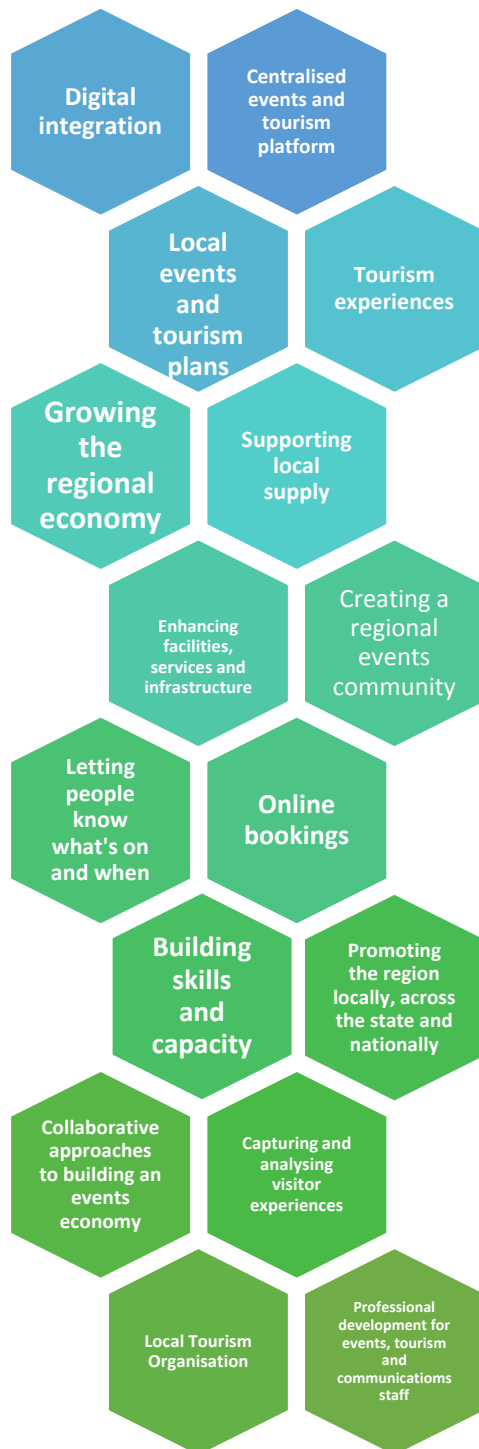 Digital
integration
Centralised
events and
tourism
platform
Local
events
and
tourism
plans
Tourism
experiences
Growing
the
regional
economy
Supporting
local
supply
Enhancing
facilities,
services and
infrastructure
Creating a
regional
events
community
Letting
people
know
what's on
and when
Online
bookings
Building
skills
and
capacity
Promoting
the region
locally, across
the state and
nationally
Collaborative
approaches
to building an
events
economy
Capturing and
analysing
visitor
experiences
Local Tourism
Organisation
Professional
development for
events, tourism
and
communicatioms
staff